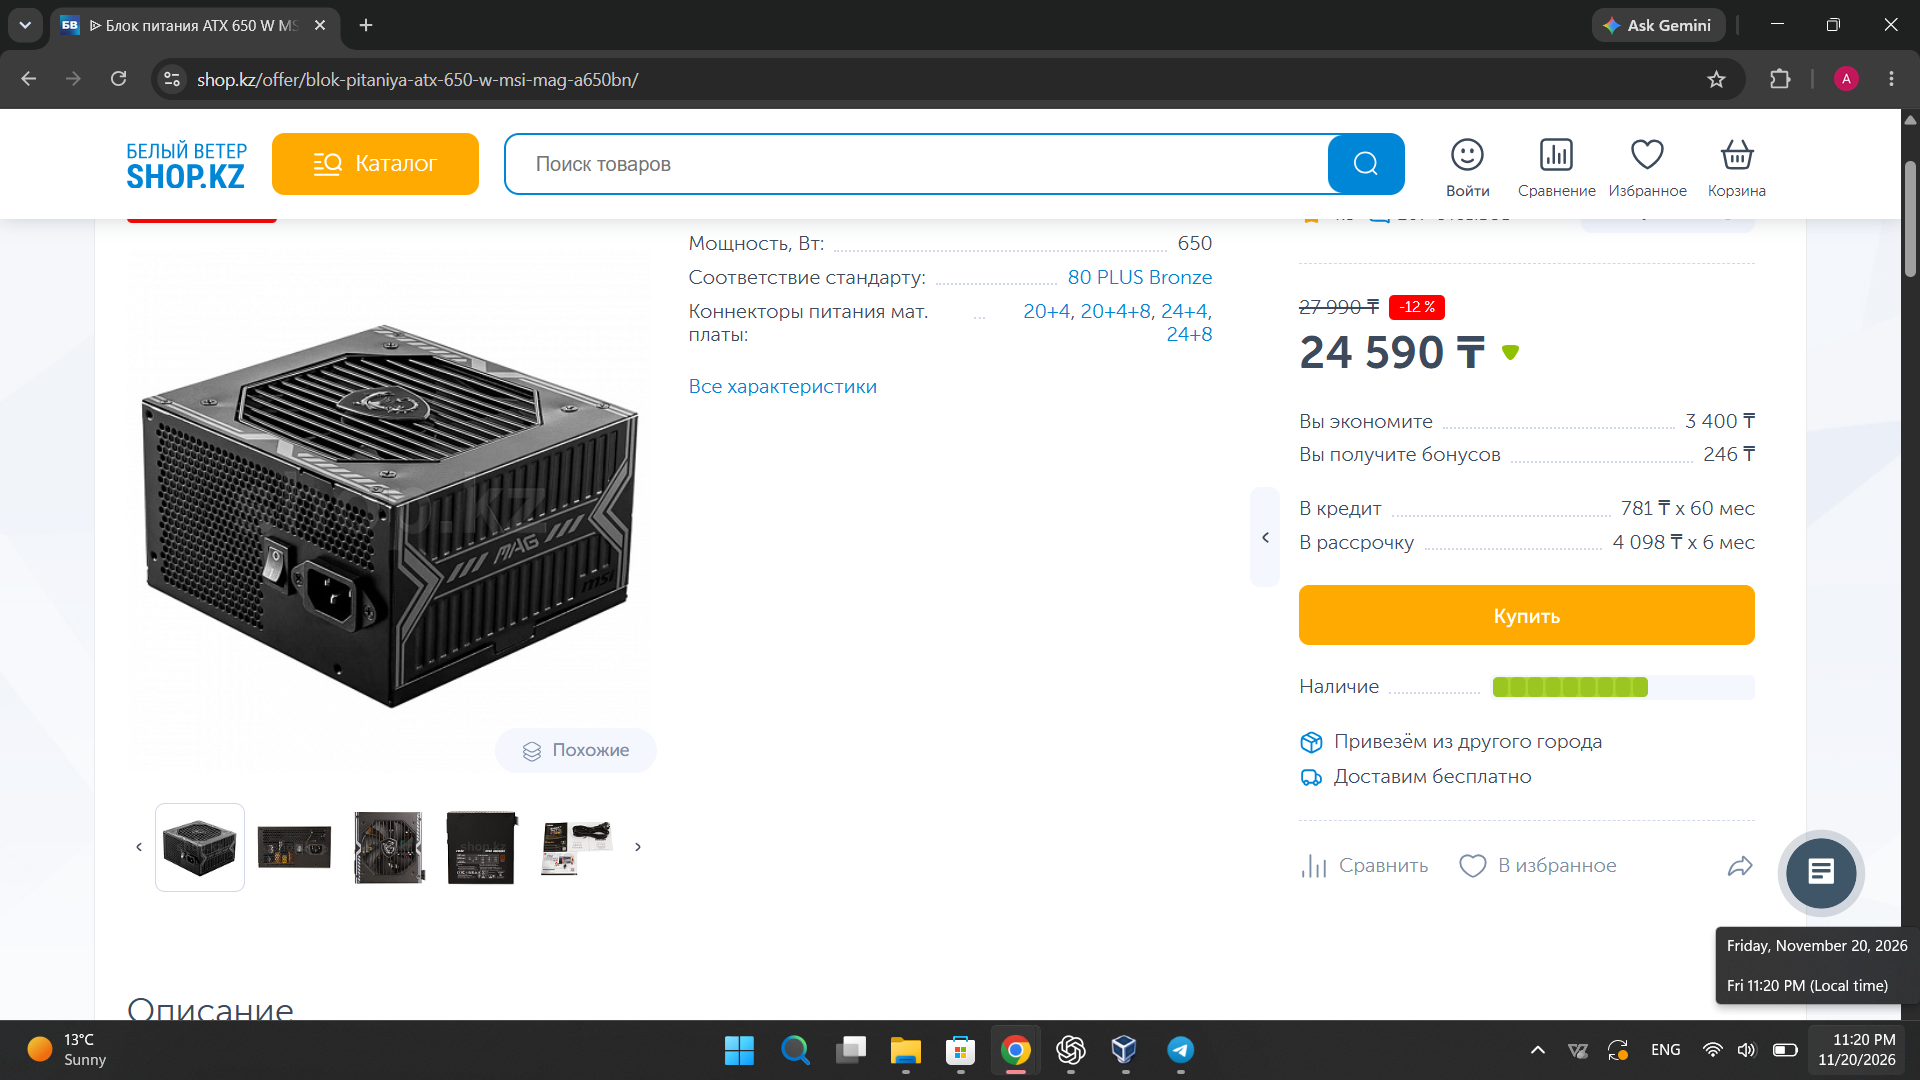 БВ
Блок питания ATX 650 W MS
Ask Gemini
shop.kz/offer/blok-pitaniya-atx-650-w-msi-mag-a650bn/
A
БЕЛЫЙ ВЕТЕР
SHOP.KZ
Каталог
Поиск товаров
Войти
Сравнение
Избранное
Корзина
Мощность, Вт: 650
Соответствие стандарту: 80 PLUS Bronze
Коннекторы питания мат. ... 20+4, 20+4+8, 24+4,
платы: 24+8
Все характеристики
MAG
msi
Похожие
27 990 ₸ -12 %
24 590 ₸
Вы экономите 3 400 ₸
Вы получите бонусов 246 ₸
В кредит 781 ₸ x 60 мес
В рассрочку 4 098 ₸ x 6 мес
Купить
Наличие
Привезём из другого города
Доставим бесплатно
Сравнить
В избранное
Описание
Friday, November 20, 2026
Fri 11:20 PM (Local time)
13°C
Sunny
ENG
11:20 PM
11/20/2026